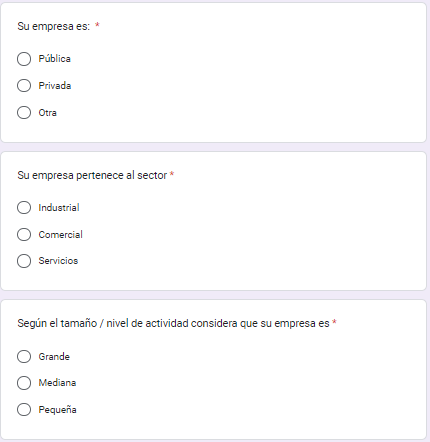 Su empresa es: *
Pública
Privada
Otra
Su empresa pertenece al sector *
Industrial
Comercial
Servicios
Según el tamaño / nivel de actividad considera que su empresa es *
Grande
Mediana
Pequeña